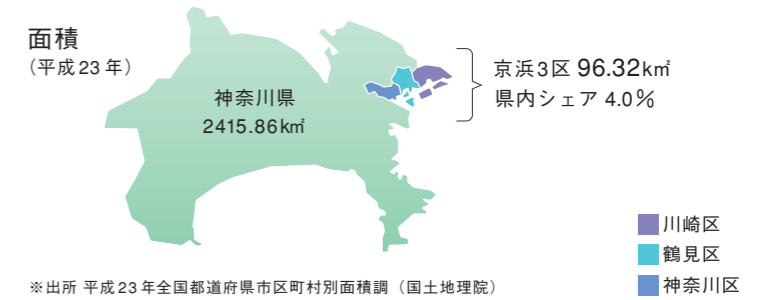 面積
（平成23年）
神奈川県
2415.86㎢
京浜3区 96.32㎢
県内シェア 4.0％
川崎区
鶴見区
神奈川区
※出所 平成23年全国都道府県市区町村別面積調（国土地理院）